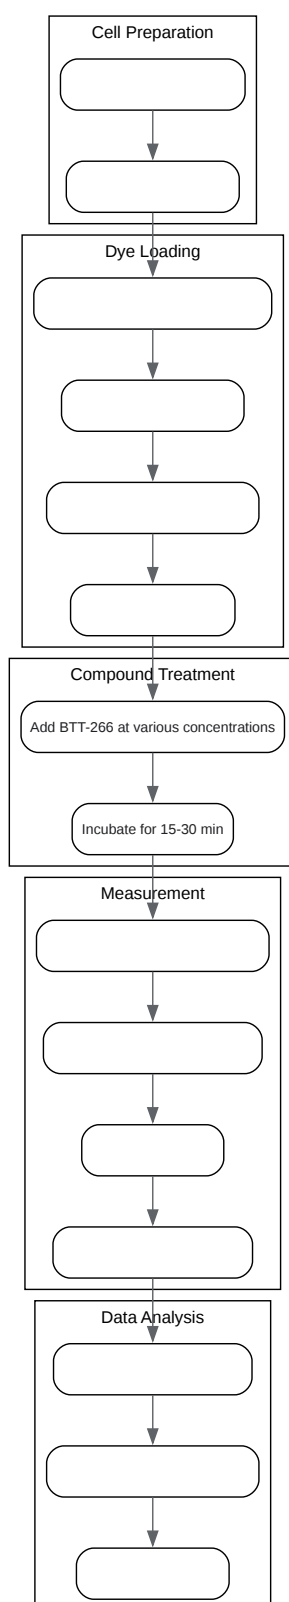 Cell Preparation
Dye Loading
Compound Treatment
Add BTT-266 at various concentrations
Incubate for 15-30 min
Measurement
Data Analysis